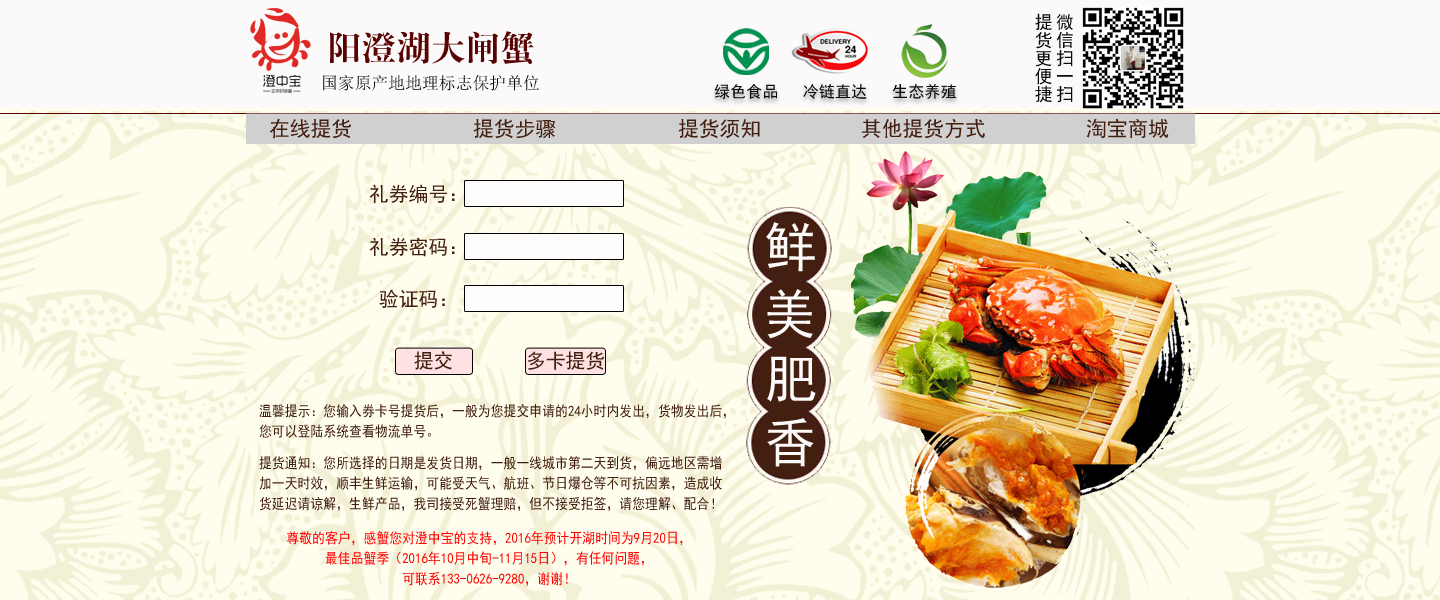 澄中宝
阳澄湖大闸蟹
国家原产地地理标志保护单位
DELIVERY
24
HOUR
绿色食品
冷链直达
生态养殖
微信扫一扫
提货更便捷
在线提货
提货步骤
提货须知
其他提货方式
淘宝商城
礼券编号：
礼券密码：
验证码：
提交
多卡提货
温馨提示：您输入券卡号提货后，一般为您提交申请的24小时内发出，货物发出后，
您可以登陆系统查看物流单号。
提货通知：您所选择的日期是发货日期，一般一线城市第二天到货，偏远地区需增
加一天时效，顺丰生鲜运输，可能受天气、航班、节日爆仓等不可抗因素，造成收
货延迟请谅解，生鲜产品，我司接受死蟹理赔，但不接受拒签，请您理解、配合！
尊敬的客户，感蟹您对澄中宝的支持，2016年预计开湖时间为9月20日，
最佳品蟹季（2016年10月中旬-11月15日），有任何问题，
可联系133-0626-9280，谢谢！
鲜
美
肥
香